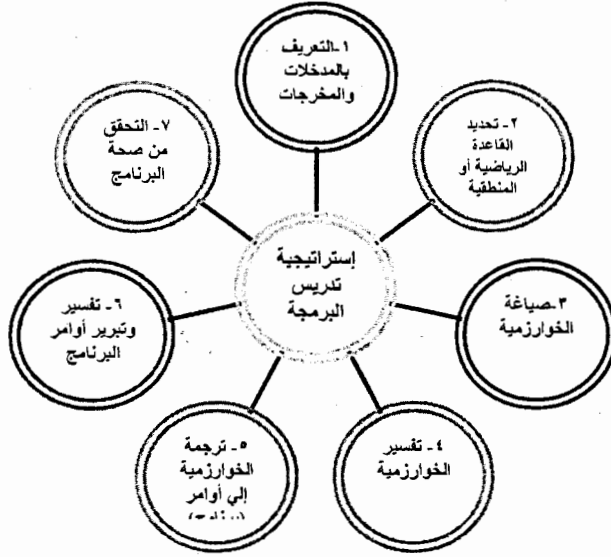 ١- التعريف
بالمدخلات
والمخرجات
٢- تحديد
القاعدة
الرياضية أو
المنطقية
٣-صياغة
الخوارزمية
٤- تفسير
الخوارزمية
٥- ترجمة
الخوارزمية
إلي أوامر
٦- تفسير
وتبرير أوامر
البرنامج
٧- التحقق
من صحة
البرنامج
إستراتيجية
تدريس
البرمجة